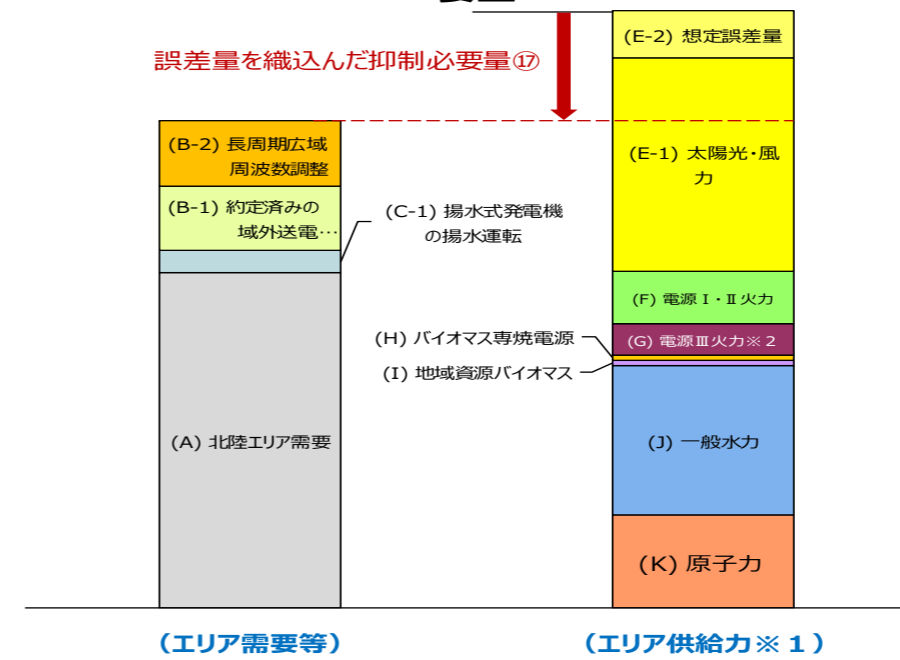 (E-2) 想定誤差量
誤差量を織込んだ抑制必要量⑰
(B-2) 長周期広域
周波数調整
(E-1) 太陽光・風
力
(B-1) 約定済みの
域外送電…
(C-1) 揚水式発電機
の揚水運転
(F) 電源Ⅰ・Ⅱ火力
(H) バイオマス専焼電源
(G) 電源Ⅲ火力※2
(I) 地域資源バイオマス
(A) 北陸エリア需要
(J) 一般水力
(K) 原子力
(エリア需要等)
(エリア供給力※1)